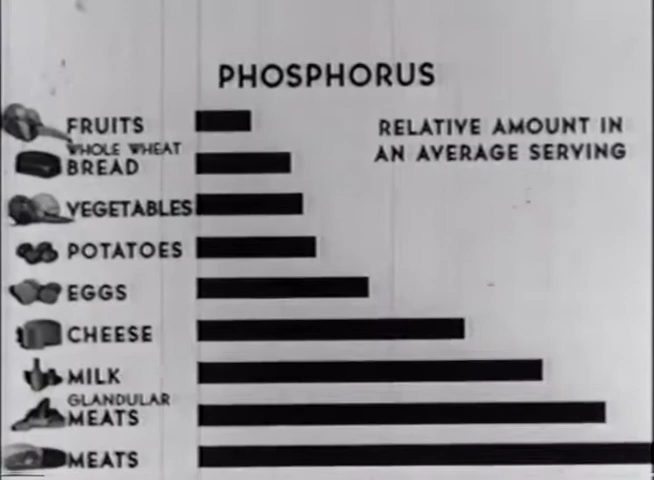 PHOSPHORUS
RELATIVE AMOUNT IN
AN AVERAGE SERVING
FRUITS
WHOLE WHEAT
BREAD
VEGETABLES
POTATOES
EGGS
CHEESE
MILK
GLANDULAR
MEATS
MEATS